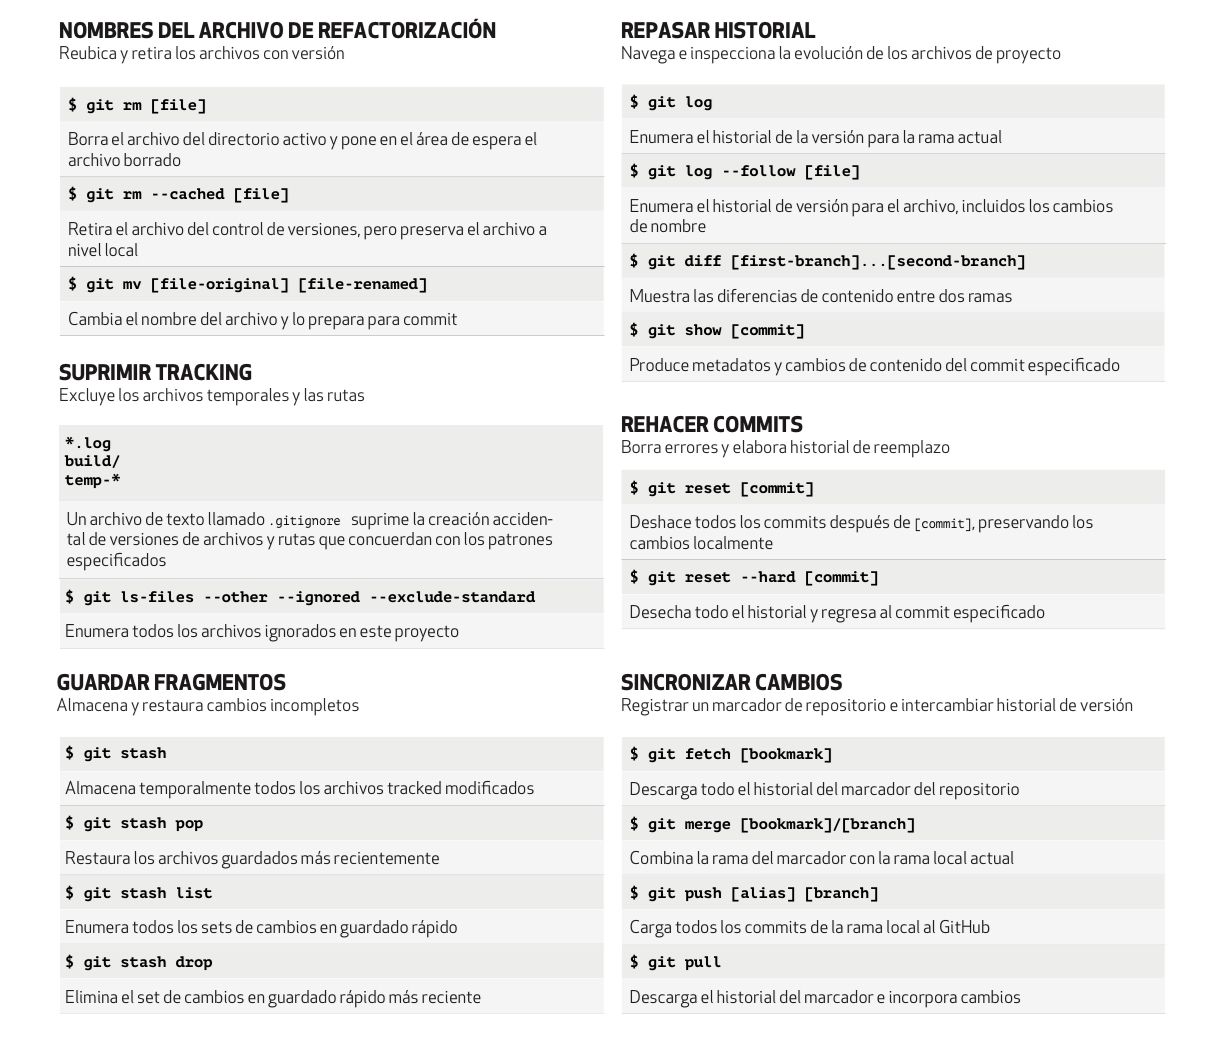 NOMBRES DEL ARCHIVO DE REFACTORIZACIÓN
Reubica y retira los archivos con versión
$ git rm [file]
Borra el archivo del directorio activo y pone en el área de espera el
archivo borrado
$ git rm --cached [file]
Retira el archivo del control de versiones, pero preserva el archivo a
nivel local
$ git mv [file-original] [file-renamed]
Cambia el nombre del archivo y lo prepara para commit
SUPRIMIR TRACKING
Excluye los archivos temporales y las rutas
*.log
build/
temp-*
Un archivo de texto llamado .gitignore suprime la creación acciden-
tal de versiones de archivos y rutas que concuerdan con los patrones
especificados
$ git ls-files --other --ignored --exclude-standard
Enumera todos los archivos ignorados en este proyecto
GUARDAR FRAGMENTOS
Almacena y restaura cambios incompletos
$ git stash
Almacena temporalmente todos los archivos tracked modificados
$ git stash pop
Restaura los archivos guardados más recientemente
$ git stash list
Enumera todos los sets de cambios en guardado rápido
$ git stash drop
Elimina el set de cambios en guardado rápido más reciente
REPASAR HISTORIAL
Navega e inspecciona la evolución de los archivos de proyecto
$ git log
Enumera el historial de la versión para la rama actual
$ git log --follow [file]
Enumera el historial de versión para el archivo, incluidos los cambios
de nombre
$ git diff [first-branch]...[second-branch]
Muestra las diferencias de contenido entre dos ramas
$ git show [commit]
Produce metadatos y cambios de contenido del commit especificado
REHACER COMMITS
Borra errores y elabora historial de reemplazo
$ git reset [commit]
Deshace todos los commits después de [commit], preservando los
cambios localmente
$ git reset --hard [commit]
Desecha todo el historial y regresa al commit especificado
SINCRONIZAR CAMBIOS
Registrar un marcador de repositorio e intercambiar historial de versión
$ git fetch [bookmark]
Descarga todo el historial del marcador del repositorio
$ git merge [bookmark]/[branch]
Combina la rama del marcador con la rama local actual
$ git push [alias] [branch]
Carga todos los commits de la rama local al GitHub
$ git pull
Descarga el historial del marcador e incorpora cambios